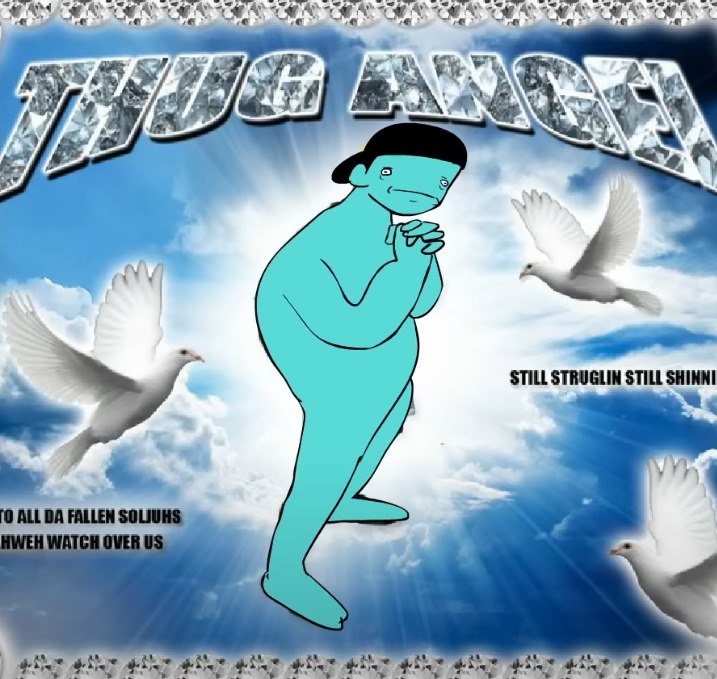 THUG ANGEL
STILL STRUGLIN STILL SHINNI
TO ALL DA FALLEN SOLJUHS
HWEH WATCH OVER US